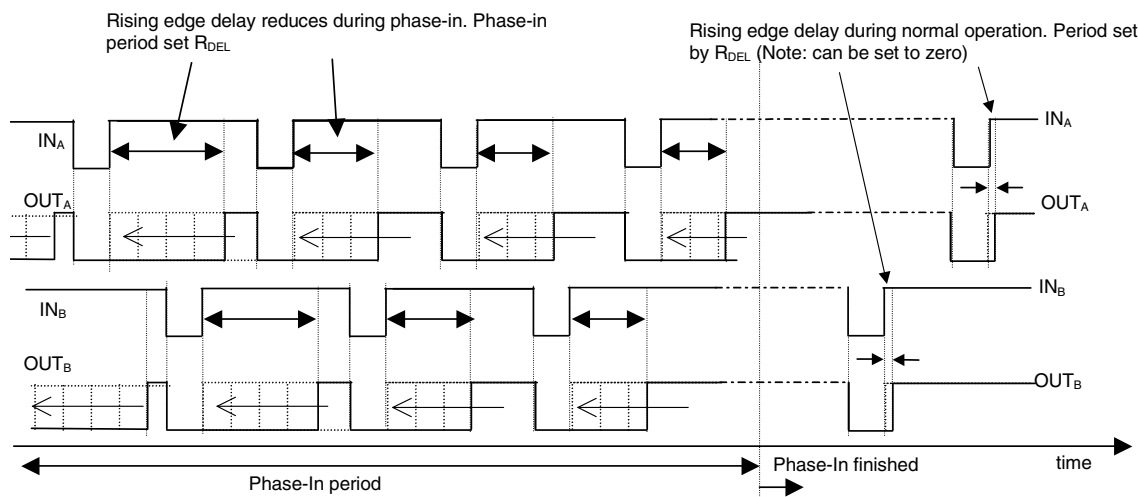 Rising edge delay reduces during phase-in. Phase-in
period set RDEL
Rising edge delay during normal operation. Period set
by RDEL (Note: can be set to zero)
INA
INA
OUTA
OUTA
INB
INB
OUTB
OUTB
time
Phase-In period
Phase-In finished